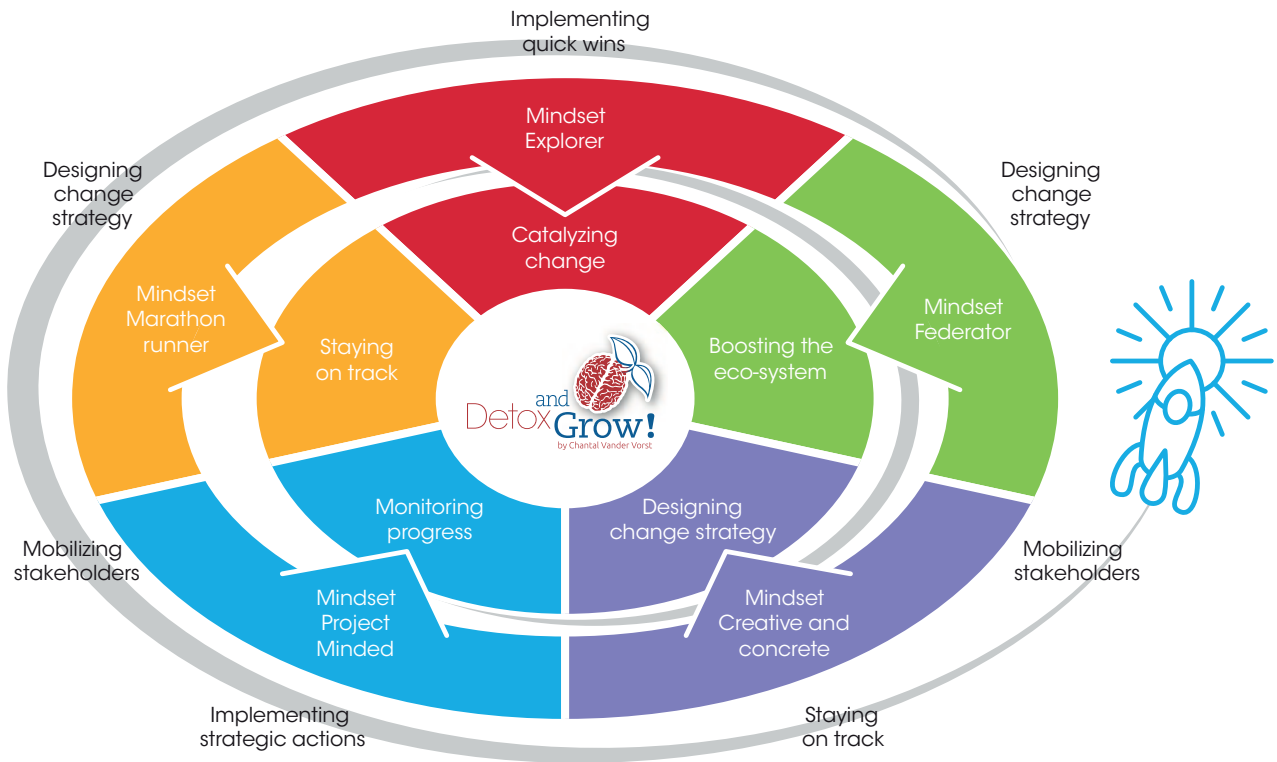 Implementing
quick wins
Mindset
Explorer
Designing
change
strategy
Designing
change
strategy
Catalyzing
change
Mindset
Marathon
runner
Mindset
Federator
Staying
on track
Boosting the
eco-system
and
Detox Grow!
by Chantal Vander Vorst
Monitoring
progress
Designing
change strategy
Mobilizing
stakeholders
Mobilizing
stakeholders
Mindset
Project
Minded
Mindset
Creative and
concrete
Implementing
strategic actions
Staying
on track